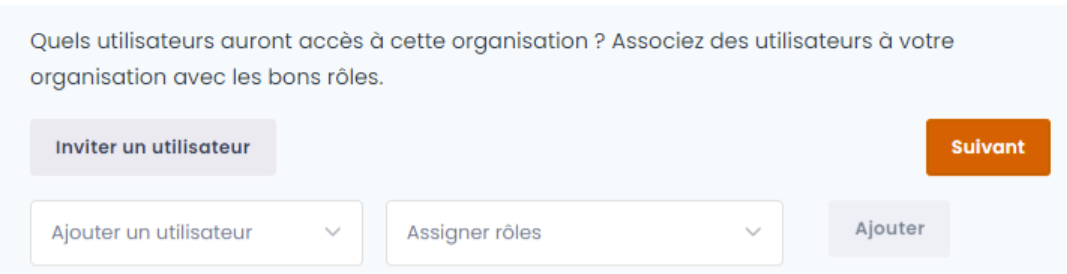 Quels utilisateurs auront accès à cette organisation ? Associez des utilisateurs à votre
organisation avec les bons rôles.
Inviter un utilisateur
Suivant
Ajouter un utilisateur
Assigner rôles
Ajouter